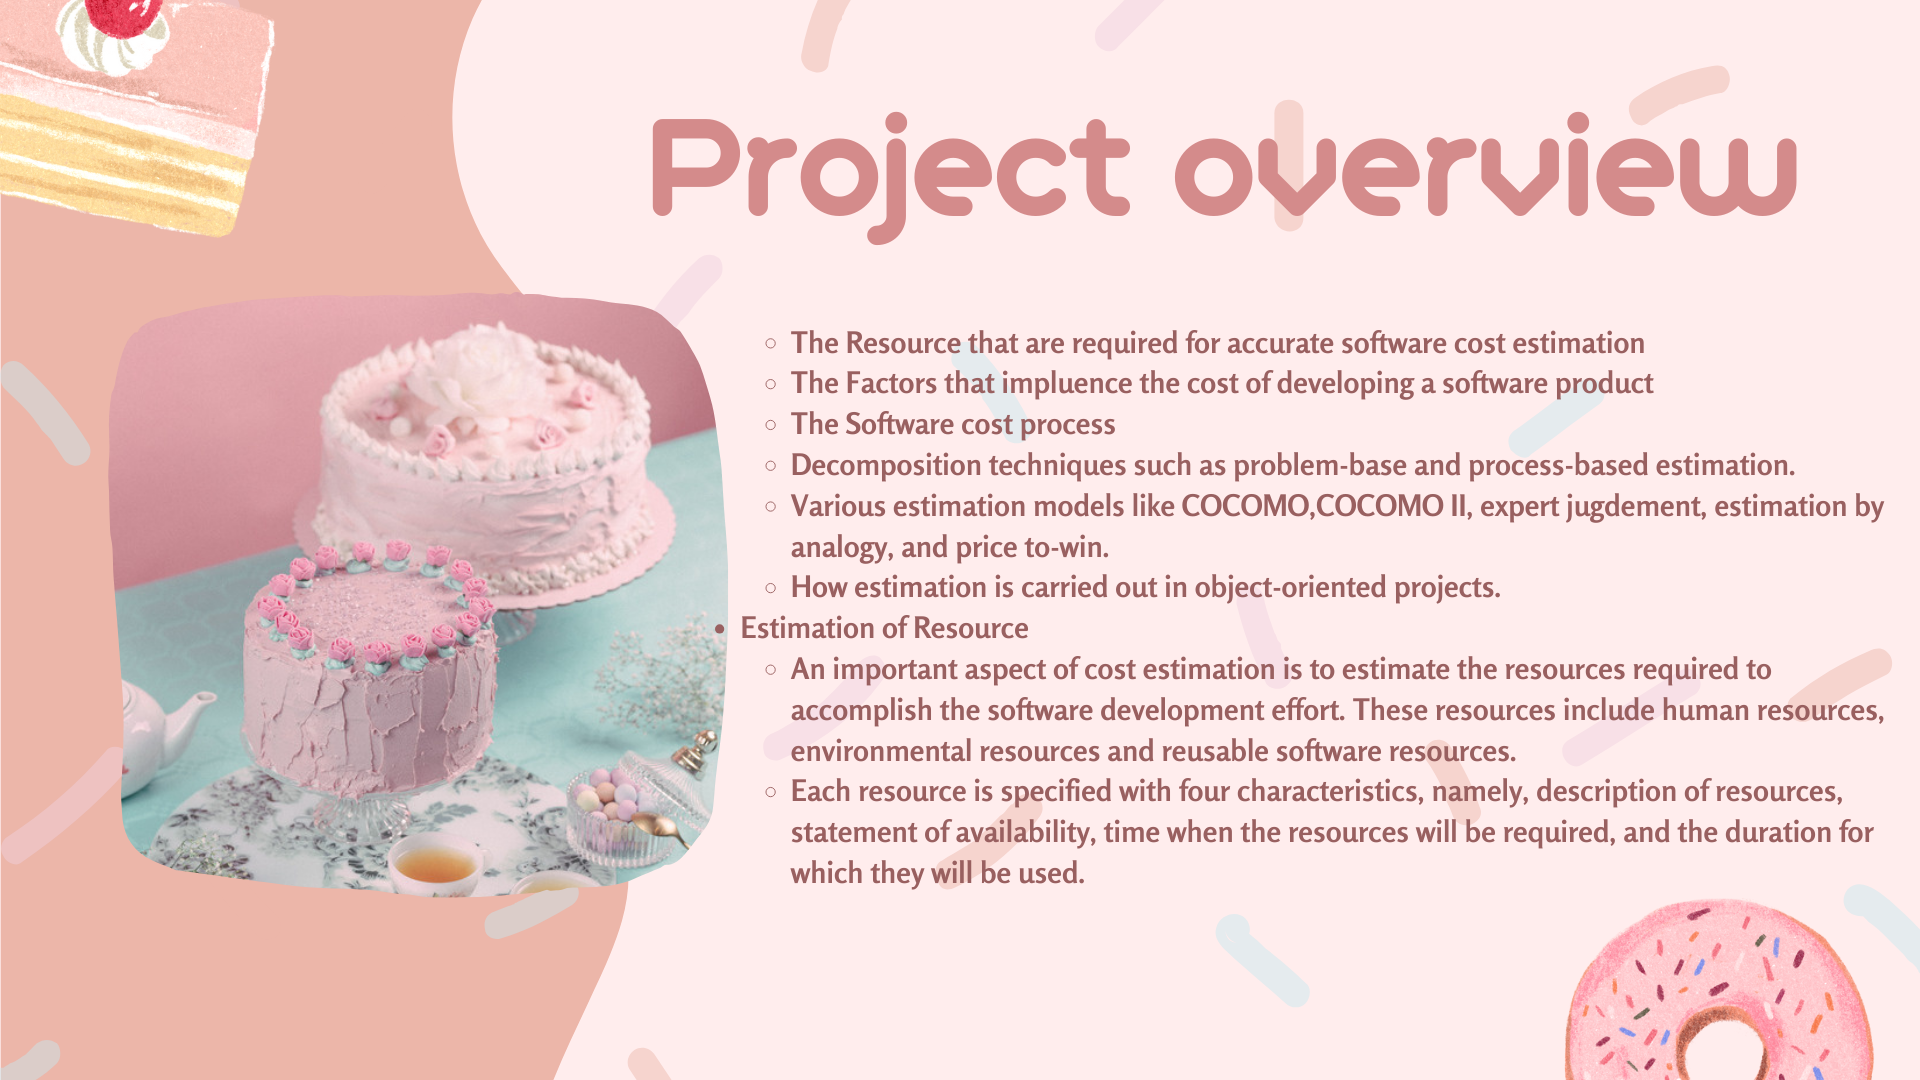 Project overview
The Resource that are required for accurate software cost estimation
The Factors that impluence the cost of developing a software product
The Software cost process
Decomposition techniques such as problem-base and process-based estimation.
Various estimation models like COCOMO,COCOMO II, expert jugdement, estimation by
analogy, and price to-win.
How estimation is carried out in object-oriented projects.
Estimation of Resource
An important aspect of cost estimation is to estimate the resources required to
accomplish the software development effort. These resources include human resources,
environmental resources and reusable software resources.
Each resource is specified with four characteristics, namely, description of resources,
statement of availability, time when the resources will be required, and the duration for
which they will be used.